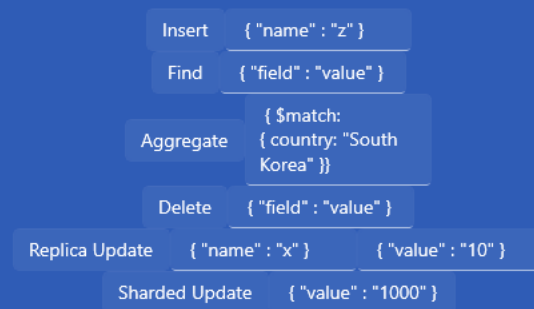 Insert { "name" : "z" }
Find { "field" : "value" }
Aggregate { $match:
{ country: "South
Korea" }}
Delete { "field" : "value" }
Replica Update { "name" : "x" } { "value" : "10" }
Sharded Update { "value" : "1000" }